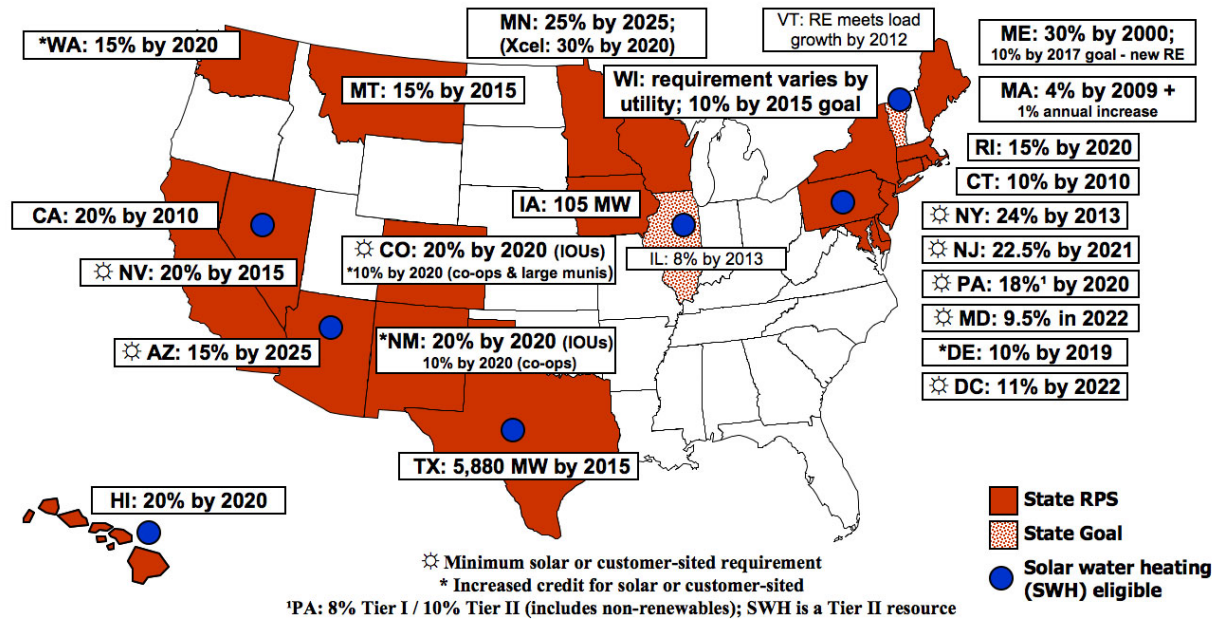 *WA: 15% by 2020
MN: 25% by 2025;
(Xcel: 30% by 2020)
VT: RE meets load
growth by 2012
ME: 30% by 2000;
10% by 2017 goal - new RE
MT: 15% by 2015
WI: requirement varies by
utility; 10% by 2015 goal
MA: 4% by 2009 +
1% annual increase
RI: 15% by 2020
CT: 10% by 2010
CA: 20% by 2010
IA: 105 MW
☼ NY: 24% by 2013
☼ NV: 20% by 2015
☼ CO: 20% by 2020 (IOUs)
*10% by 2020 (co-ops & large munis)
IL: 8% by 2013
☼ NJ: 22.5% by 2021
☼ PA: 18%¹ by 2020
☼ MD: 9.5% in 2022
☼ AZ: 15% by 2025
*NM: 20% by 2020 (IOUs)
10% by 2020 (co-ops)
*DE: 10% by 2019
☼ DC: 11% by 2022
TX: 5,880 MW by 2015
HI: 20% by 2020
State RPS
State Goal
Solar water heating
(SWH) eligible
☼ Minimum solar or customer-sited requirement
* Increased credit for solar or customer-sited
¹PA: 8% Tier I / 10% Tier II (includes non-renewables); SWH is a Tier II resource